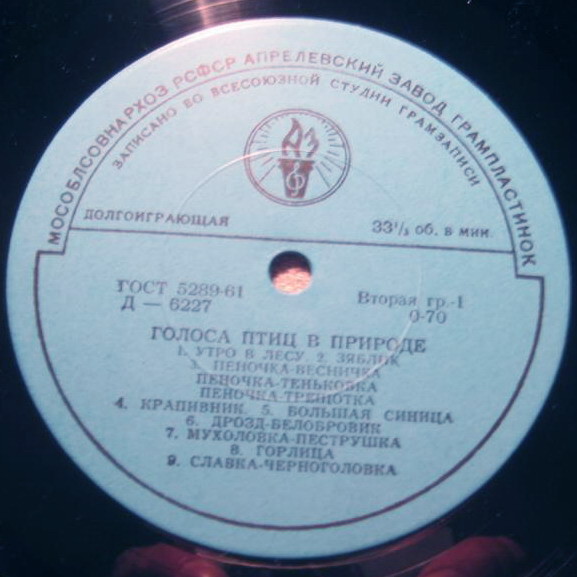 МОСОБЛСОВНАРХОЗ РСФСР АПРЕЛЕВСКИЙ ЗАВОД ГРАМПЛАСТИНОК
ЗАПИСАНО ВО ВСЕСОЮЗНОЙ СТУДИИ ГРАМЗАПИСИ
АЗ
ДОЛГОИГРАЮЩАЯ 33⅓ об. в мин.
ГОСТ 5289-61 Вторая гр.-1
Д — 6227 0-70
ГОЛОСА ПТИЦ В ПРИРОДЕ
1. УТРО В ЛЕСУ. 2. ЗЯБЛИК
3. ПЕНОЧКА-ВЕСНИЧКА
ПЕНОЧКА-ТЕНЬКОВКА
ПЕНОЧКА-ТРЕЩОТКА
4. КРАПИВНИК. 5. БОЛЬШАЯ СИНИЦА
6. ДРОЗД-БЕЛОБРОВИК
7. МУХОЛОВКА-ПЕСТРУШКА
8. ГОРЛИЦА
9. СЛАВКА-ЧЕРНОГОЛОВКА